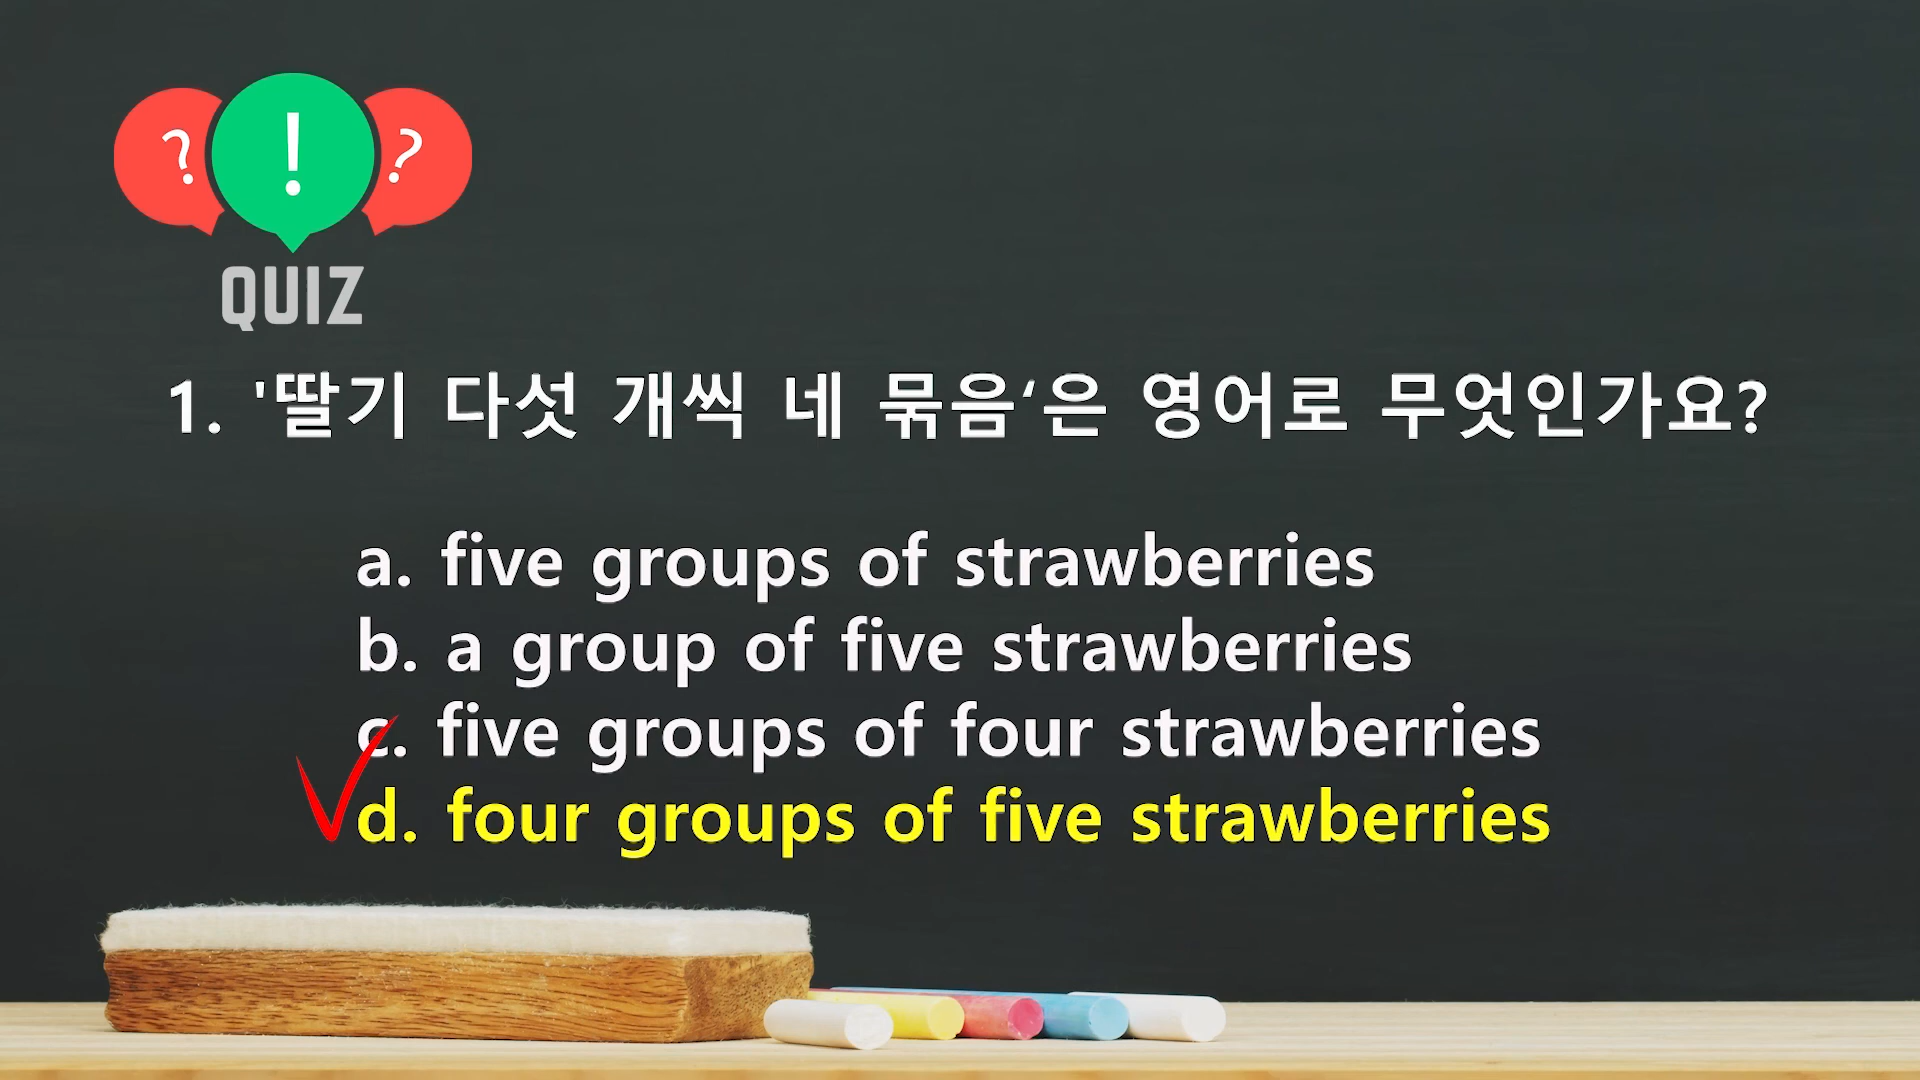 ? ! ?
QUIZ
1. '딸기 다섯 개씩 네 묶음‘은 영어로 무엇인가요?
a. five groups of strawberries
b. a group of five strawberries
c. five groups of four strawberries
d. four groups of five strawberries